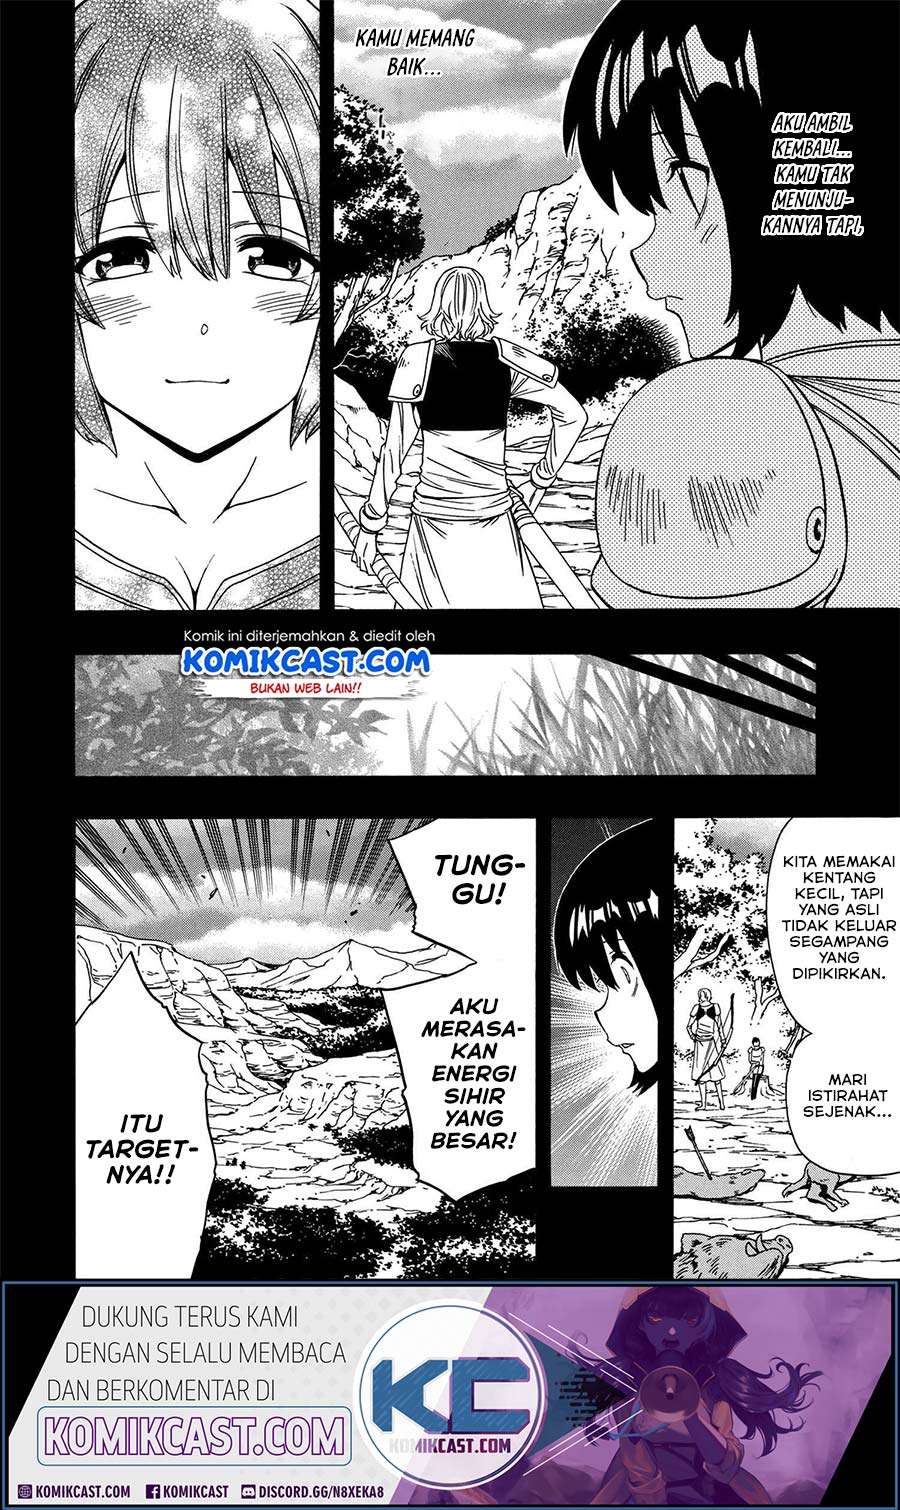 AKU AMBIL
KEMBALI...
KAMU TAK
MENUNJU-
KANNYA TAPI,
KAMU MEMANG
BAIK...
Komik ini diterjemahkan & diedit oleh
KOMIKCAST.COM
BUKAN WEB LAIN!!
KITA MEMAKAI
KENTANG
KECIL, TAPI
YANG ASLI
TIDAK KELUAR
SEGAMPANG
YANG
DIPIKIRKAN.
MARI
ISTIRAHAT
SEJENAK...
TUNG-
GU!
AKU
MERASA-
KAN
ENERGI
SIHIR
YANG
BESAR!
ITU
TARGET-
NYA!!
DUKUNG TERUS KAMI
DENGAN SELALU MEMBACA
DAN BERKOMENTAR DI
KOMIKCAST.COM
KC
KOMIKCAST.COM
KOMIKCAST.COM
KOMIKCAST
DISCORD.GG/N8XEKA8